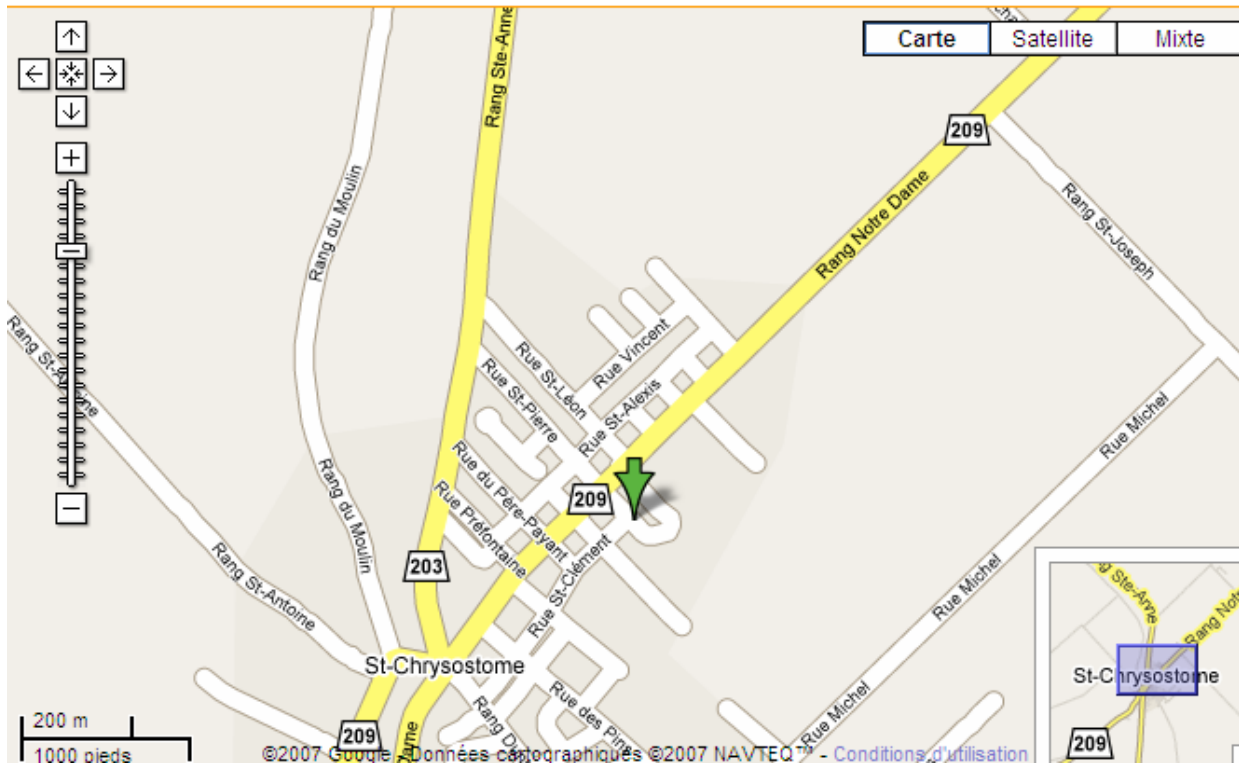 Carte Satellite Mixte
Rang Ste-Anne
209
Rang du Moulin
Rang Notre Dame
Rang St-Joseph
Rue Vincent
Rue St-Léon
Rue St-Pierre
Rue St-Alexis
Rue Michel
Rue du Père-Payant
209
Rue Préfontaine
Rang du Moulin
Rue St-Clément
203
Rang St-Antoine
Rue Michel
St-Chrysostome
Rue des Pins
Rue Michel
209
200 m
1000 pieds
Ste-Anne
Rang
St-Chrysostome
209
©2007 Google - Données cartographiques ©2007 NAVTEQ™ - Conditions d'utilisation